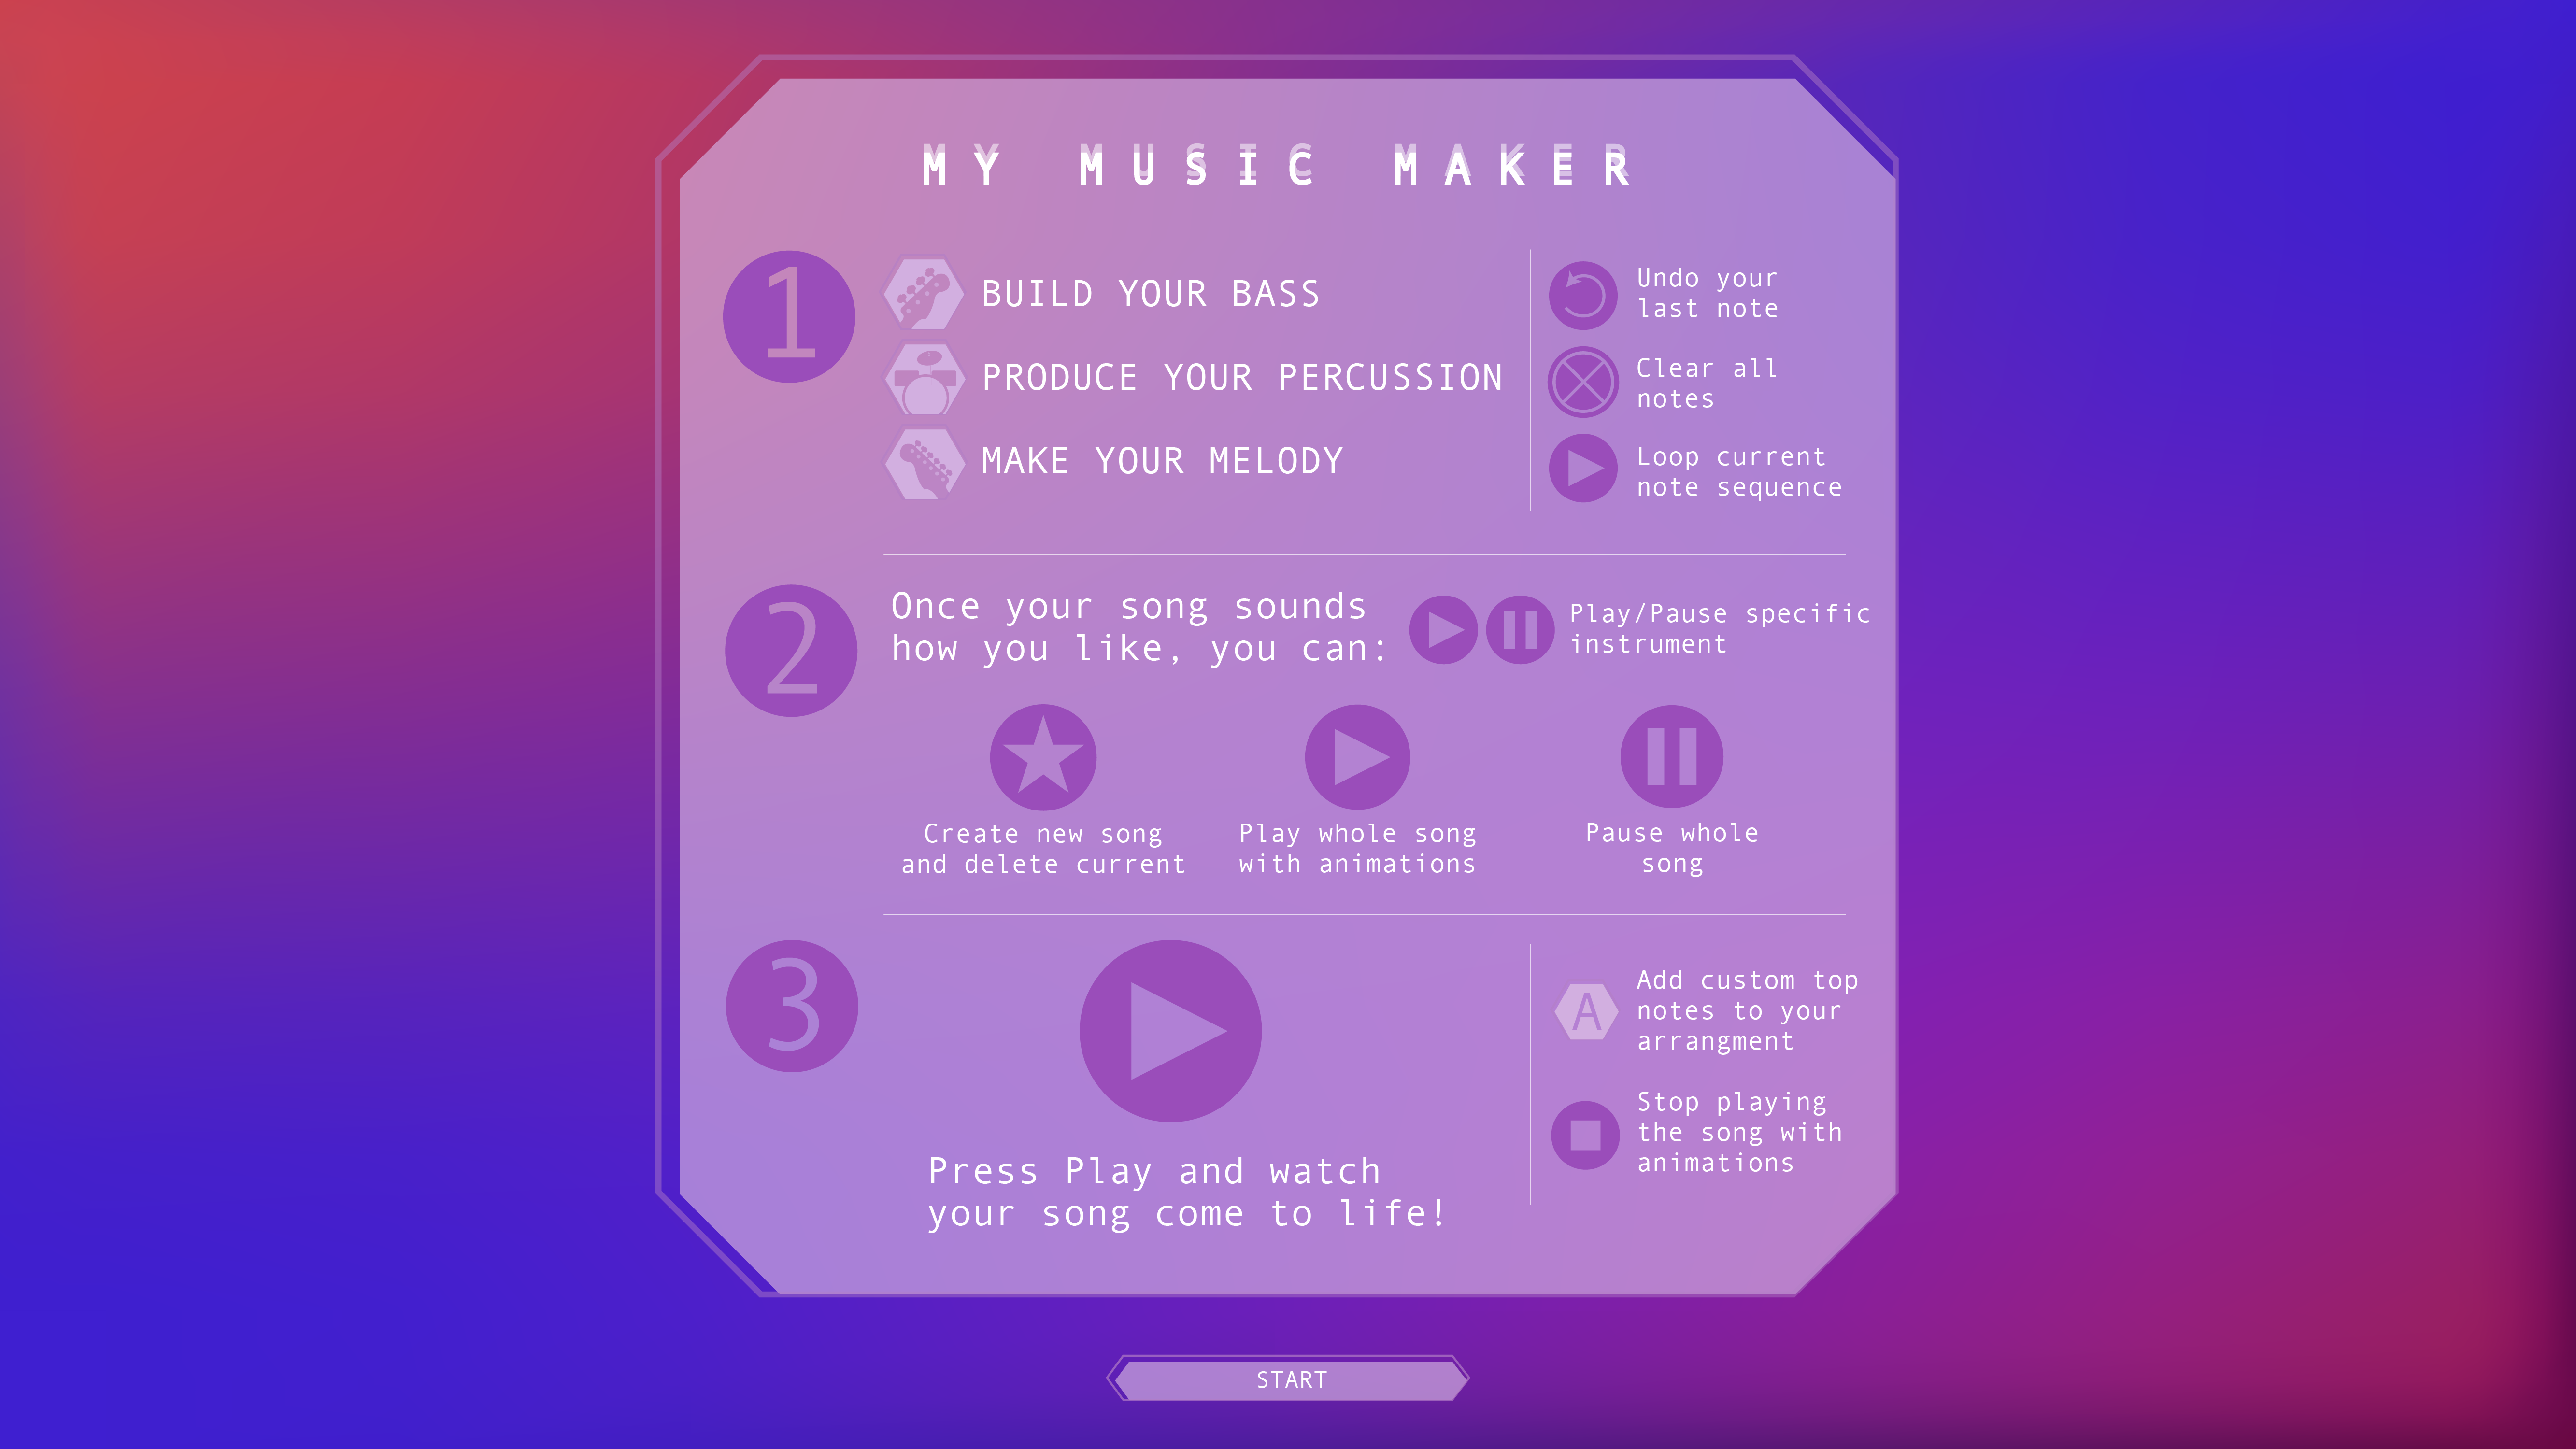 MY MUSIC MAKER
1
BUILD YOUR BASS
PRODUCE YOUR PERCUSSION
MAKE YOUR MELODY
Undo your
last note
Clear all
notes
Loop current
note sequence
2
Once your song sounds
how you like, you can:
Play/Pause specific
instrument
Create new song
and delete current
Play whole song
with animations
Pause whole
song
3
Press Play and watch
your song come to life!
A
Add custom top
notes to your
arrangment
Stop playing
the song with
animations
START